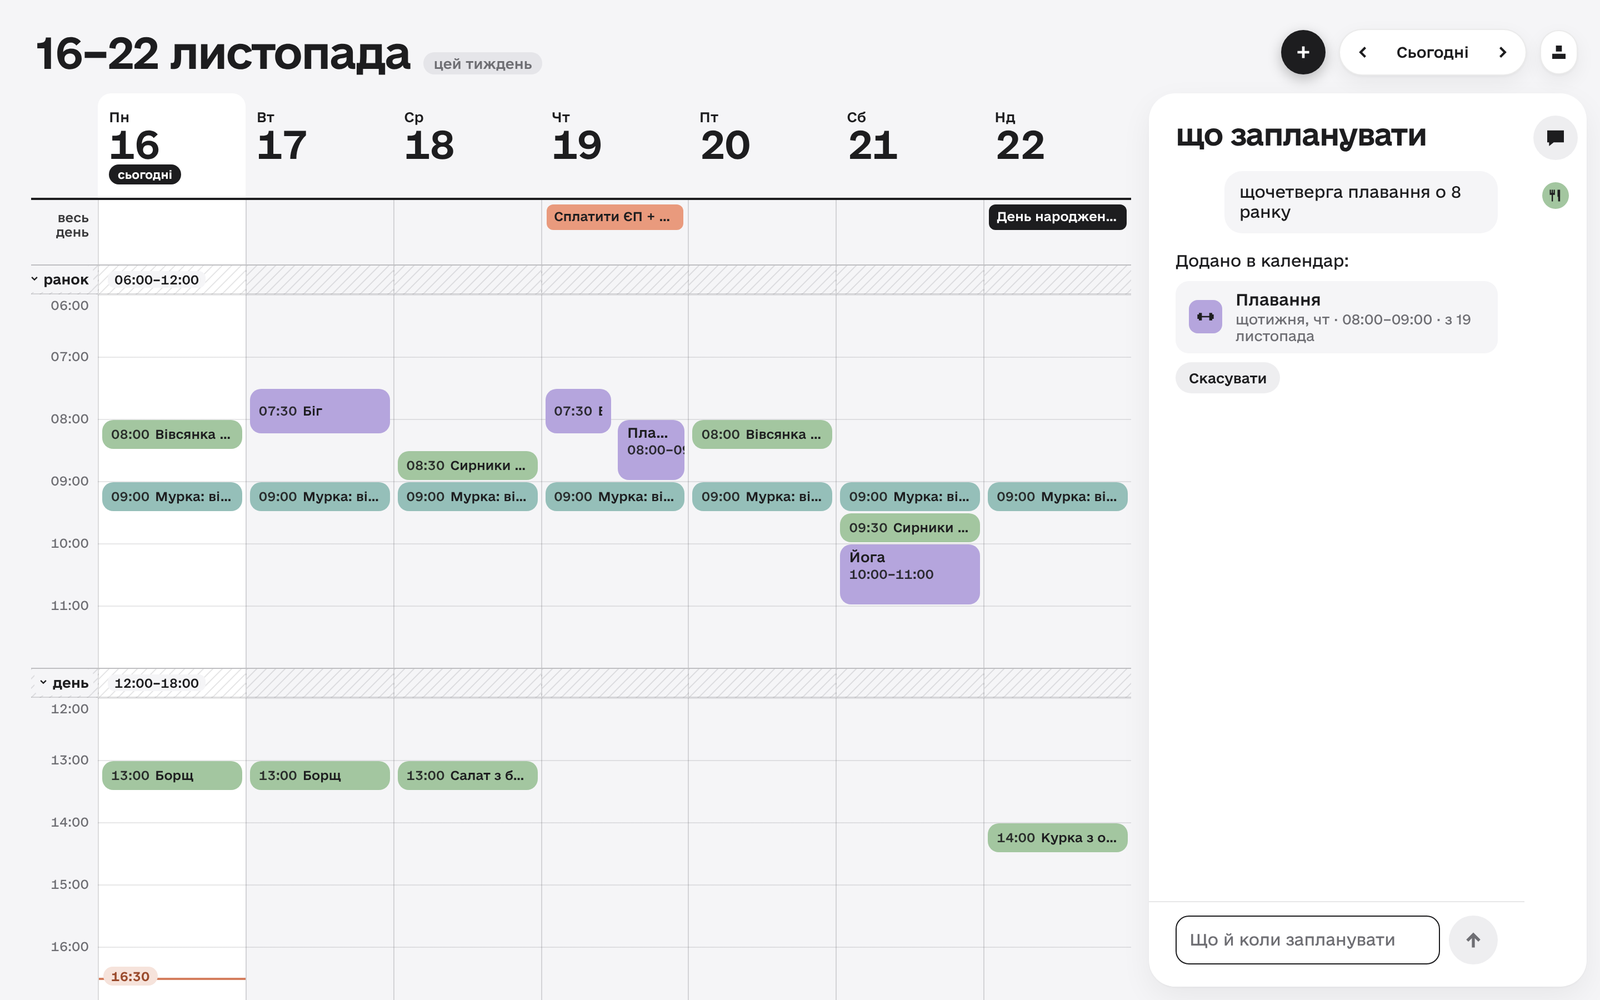 16–22 листопада
цей тиждень
+
Сьогодні
Пн
16
сьогодні
Вт
17
Ср
18
Чт
19
Пт
20
Сб
21
Нд
22
весь
день
Сплатити ЄП + ...
День народжен...
ранок
06:00–12:00
06:00
07:00
08:00
09:00
10:00
11:00
07:30 Біг
07:30
Пла...
08:00–09
08:00 Вівсянка ...
08:00 Вівсянка ...
08:30 Сирники ...
09:00 Мурка: ві...
09:00 Мурка: ві...
09:00 Мурка: ві...
09:00 Мурка: ві...
09:00 Мурка: ві...
09:00 Мурка: ві...
09:00 Мурка: ві...
09:30 Сирники ...
Йога
10:00–11:00
день
12:00–18:00
12:00
13:00
14:00
15:00
16:00
13:00 Борщ
13:00 Борщ
13:00 Салат з б...
14:00 Курка з о...
16:30
що запланувати
щочетверга плавання о 8
ранку
Додано в календар:
Плавання
щотижня, чт · 08:00–09:00 · з 19
листопада
Скасувати
Що й коли запланувати